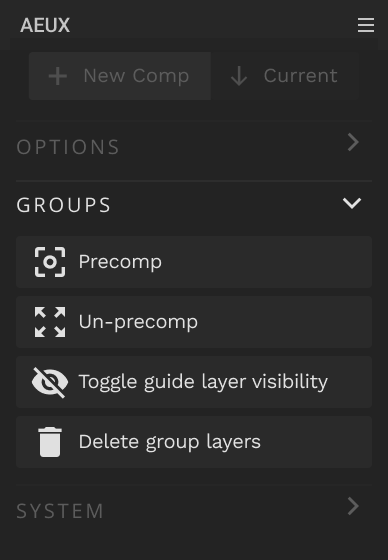 AEUX
New Comp
Current
OPTIONS
GROUPS
Precomp
Un-precomp
Toggle guide layer visibility
Delete group layers
SYSTEM